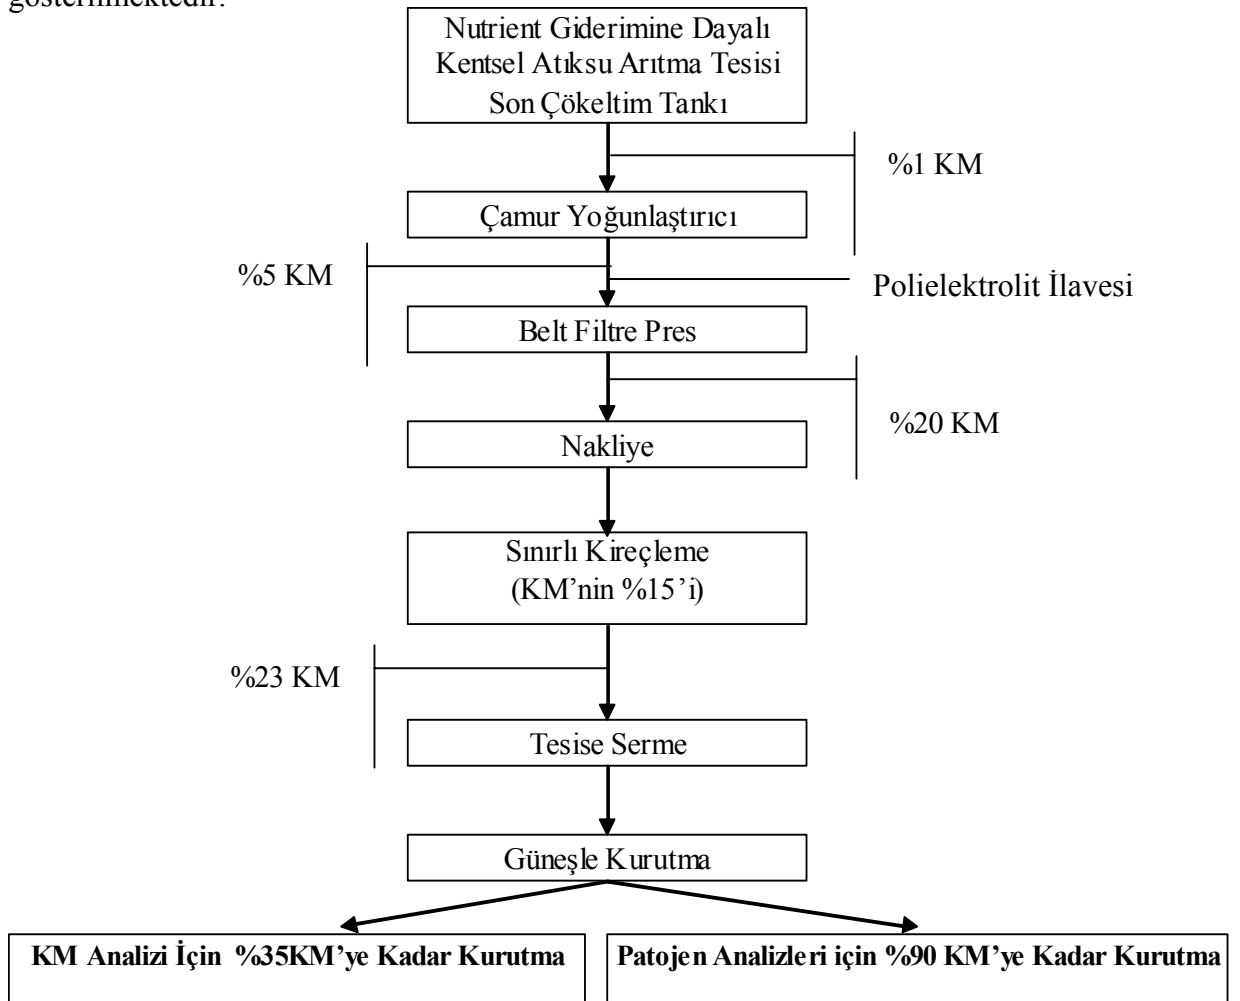 gösterilmektedir.
Nutrient Giderimine Dayalı
Kentsel Atıksu Arıtma Tesisi
Son Çökeltim Tankı
%1 KM
Çamur Yoğunlaştırıcı
%5 KM
Polielektrolit İlavesi
Belt Filtre Pres
%20 KM
Nakliye
Sınırlı Kireçleme
(KM’nin %15’i)
%23 KM
Tesise Serme
Güneşle Kurutma
KM Analizi İçin %35KM’ye Kadar Kurutma
Patojen Analizleri için %90 KM’ye Kadar Kurutma